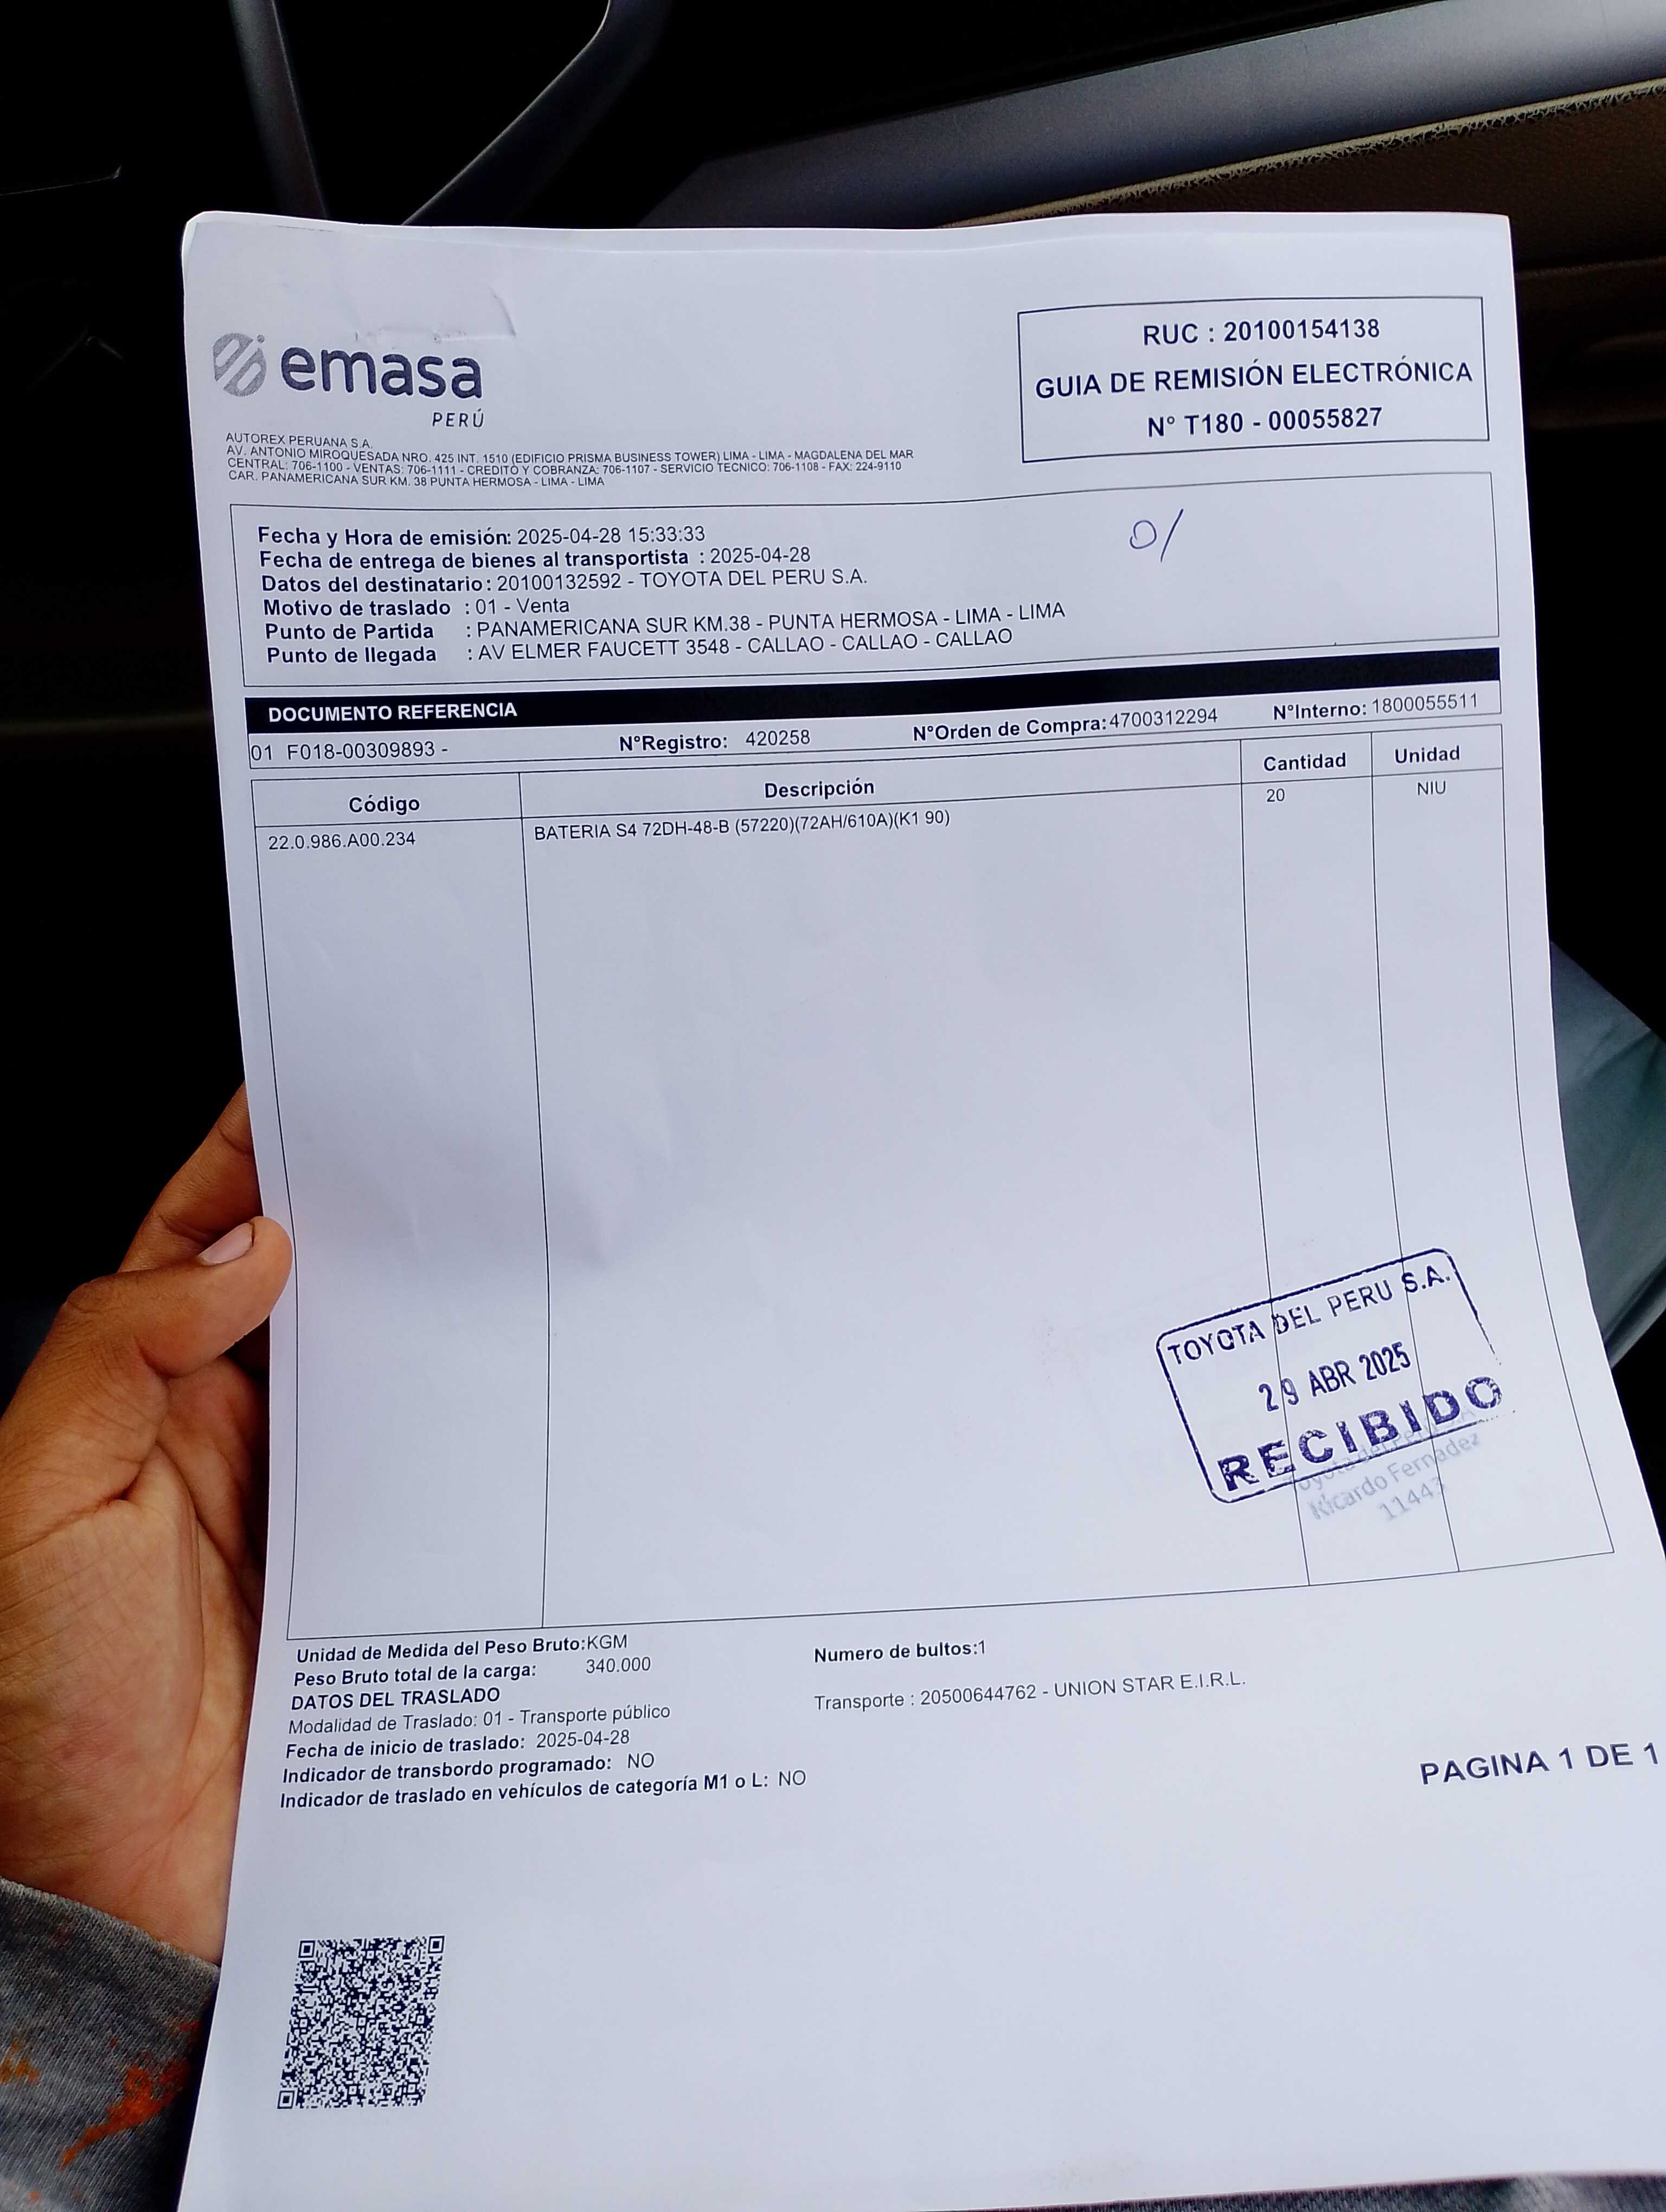 emasa
PERÚ
RUC : 20100154138
GUIA DE REMISIÓN ELECTRÓNICA
N° T180 - 00055827
AUTOREX PERUANA S.A.
AV. ANTONIO MIROQUESADA NRO. 425 INT. 1510 (EDIFICIO PRISMA BUSINESS TOWER) LIMA - LIMA - MAGDALENA DEL MAR
CENTRAL: 706-1100 - VENTAS: 706-1111 - CREDITO Y COBRANZA: 706-1107 - SERVICIO TECNICO: 706-1108 - FAX: 224-9110
CAR. PANAMERICANA SUR KM. 38 PUNTA HERMOSA - LIMA - LIMA
Fecha y Hora de emisión: 2025-04-28 15:33:33
Fecha de entrega de bienes al transportista : 2025-04-28
Datos del destinatario: 20100132592 - TOYOTA DEL PERU S.A.
Motivo de traslado : 01 - Venta
Punto de Partida : PANAMERICANA SUR KM.38 - PUNTA HERMOSA - LIMA - LIMA
Punto de llegada : AV ELMER FAUCETT 3548 - CALLAO - CALLAO - CALLAO
DOCUMENTO REFERENCIA
01 F018-00309893 - N°Registro: 420258 N°Orden de Compra: 4700312294 N°Interno: 1800055511
Código Descripción Cantidad Unidad
22.0.986.A00.234 BATERIA S4 72DH-48-B (57220)(72AH/610A)(K1 90) 20 NIU
TOYOTA DEL PERU S.A.
29 ABR 2025
RECIBIDO
Ricardo Fernadez
11443
Unidad de Medida del Peso Bruto:KGM
Peso Bruto total de la carga: 340.000
Numero de bultos:1
DATOS DEL TRASLADO
Modalidad de Traslado: 01 - Transporte público
Transporte : 20500644762 - UNION STAR E.I.R.L.
Fecha de inicio de traslado: 2025-04-28
Indicador de transbordo programado: NO
Indicador de traslado en vehículos de categoría M1 o L: NO
PAGINA 1 DE 1